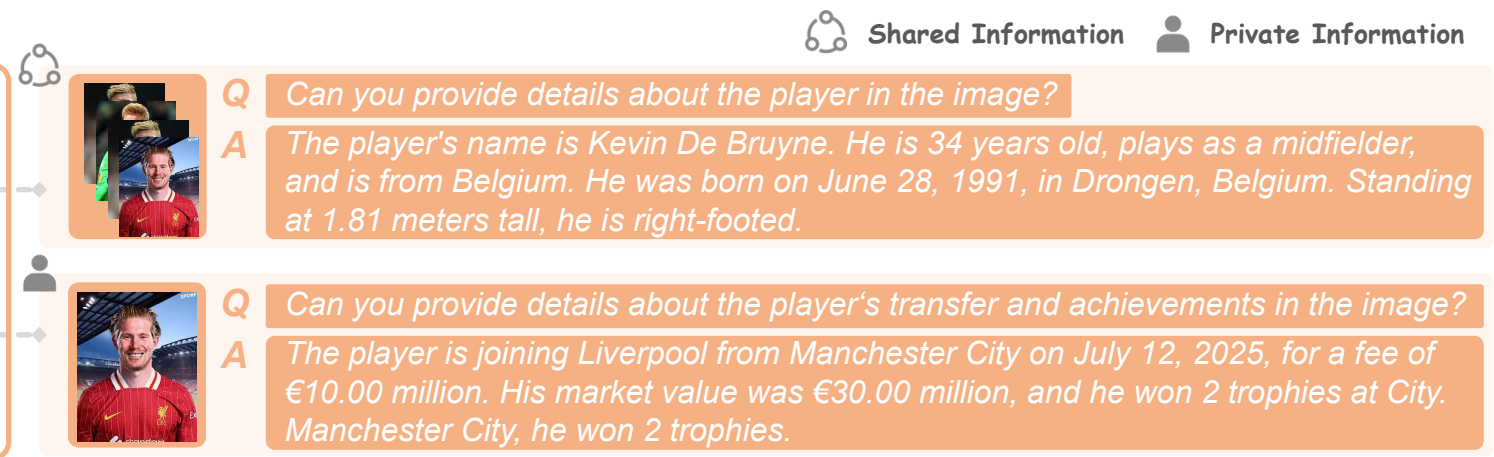 Shared Information Private Information
Q Can you provide details about the player in the image?
A The player's name is Kevin De Bruyne. He is 34 years old, plays as a midfielder,
and is from Belgium. He was born on June 28, 1991, in Drongen, Belgium. Standing
at 1.81 meters tall, he is right-footed.
Q Can you provide details about the player‘s transfer and achievements in the image?
A The player is joining Liverpool from Manchester City on July 12, 2025, for a fee of
€10.00 million. His market value was €30.00 million, and he won 2 trophies at City.
Manchester City, he won 2 trophies.